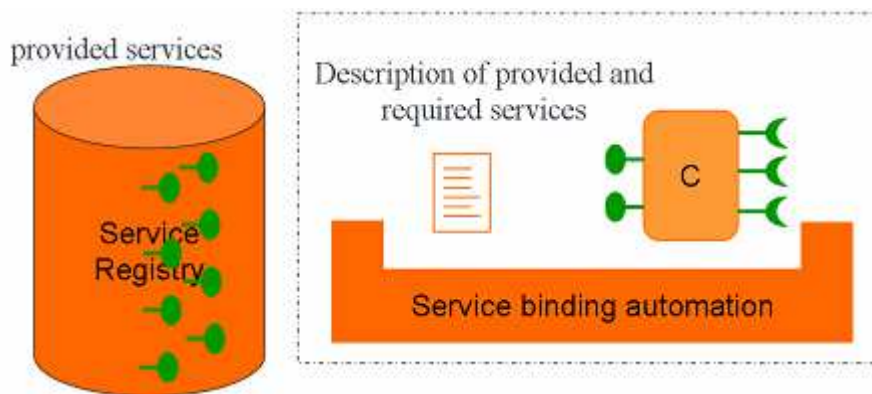 provided services
Service
Registry
Description of provided and
required services
C
Service binding automation